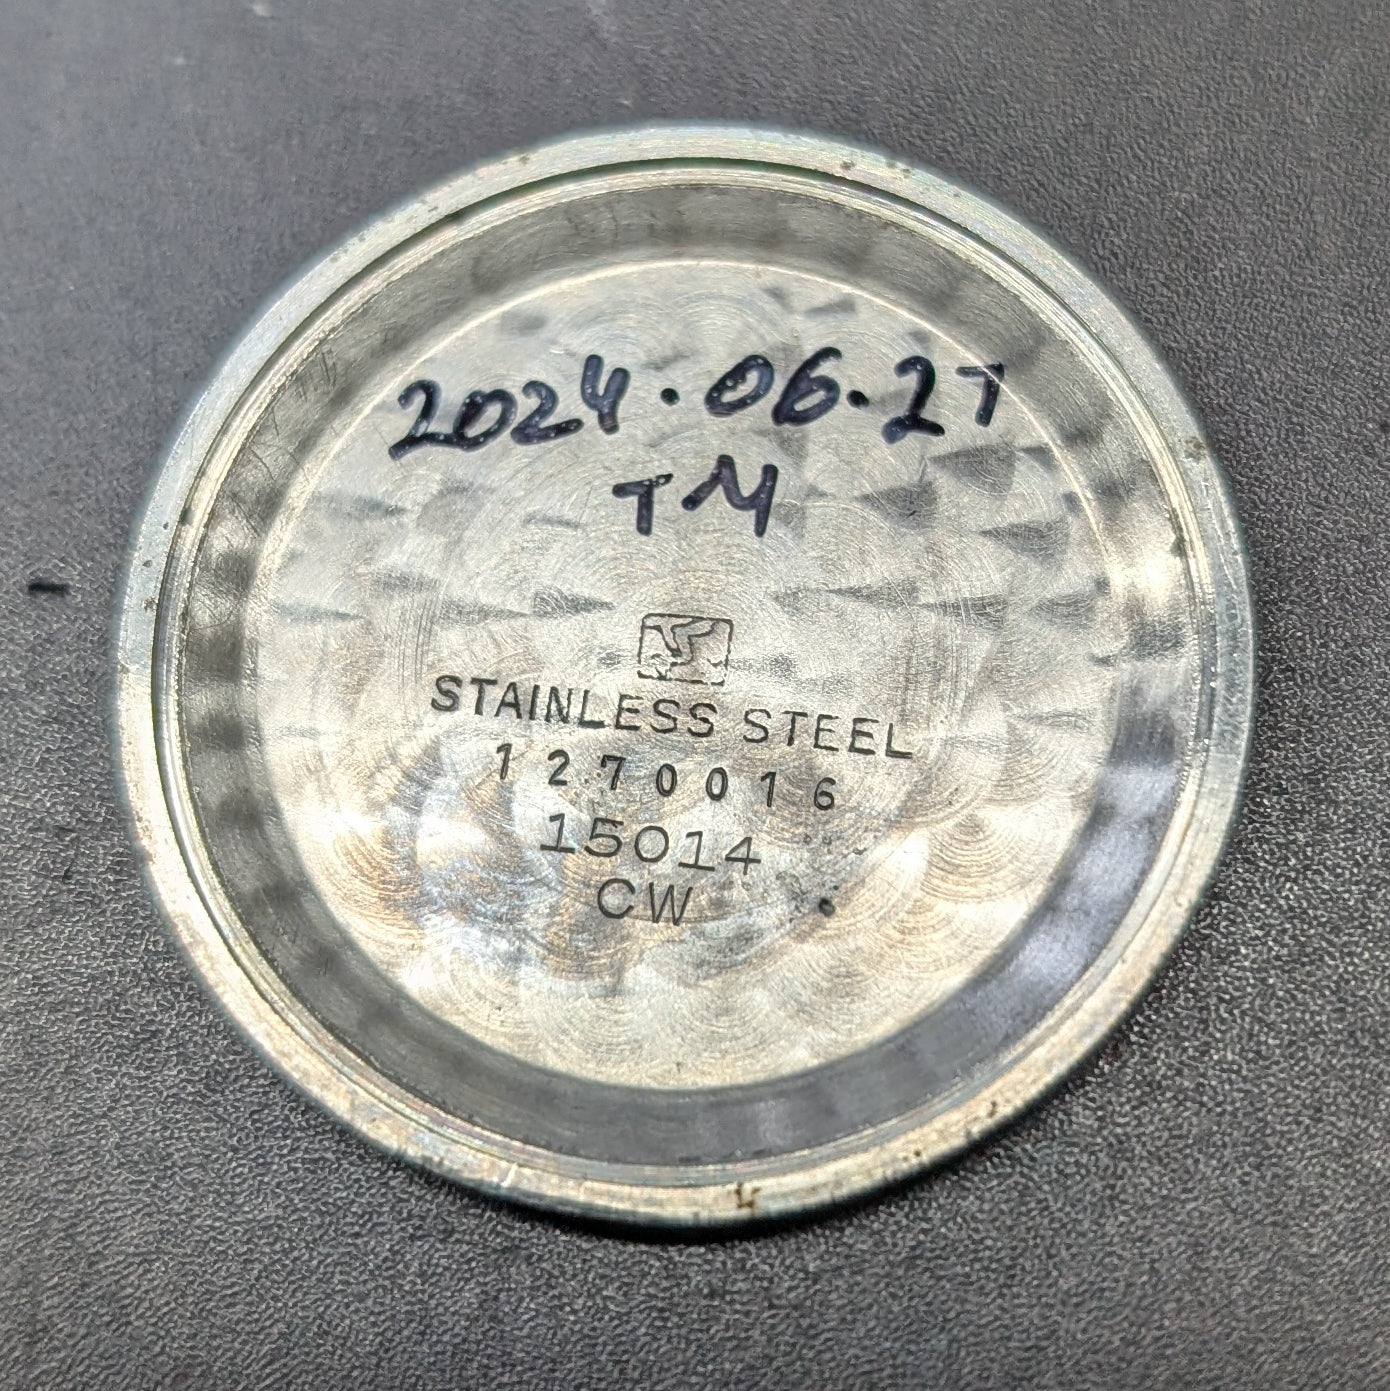 2024.06.27
TM
STAINLESS STEEL
1270016
15014
CW